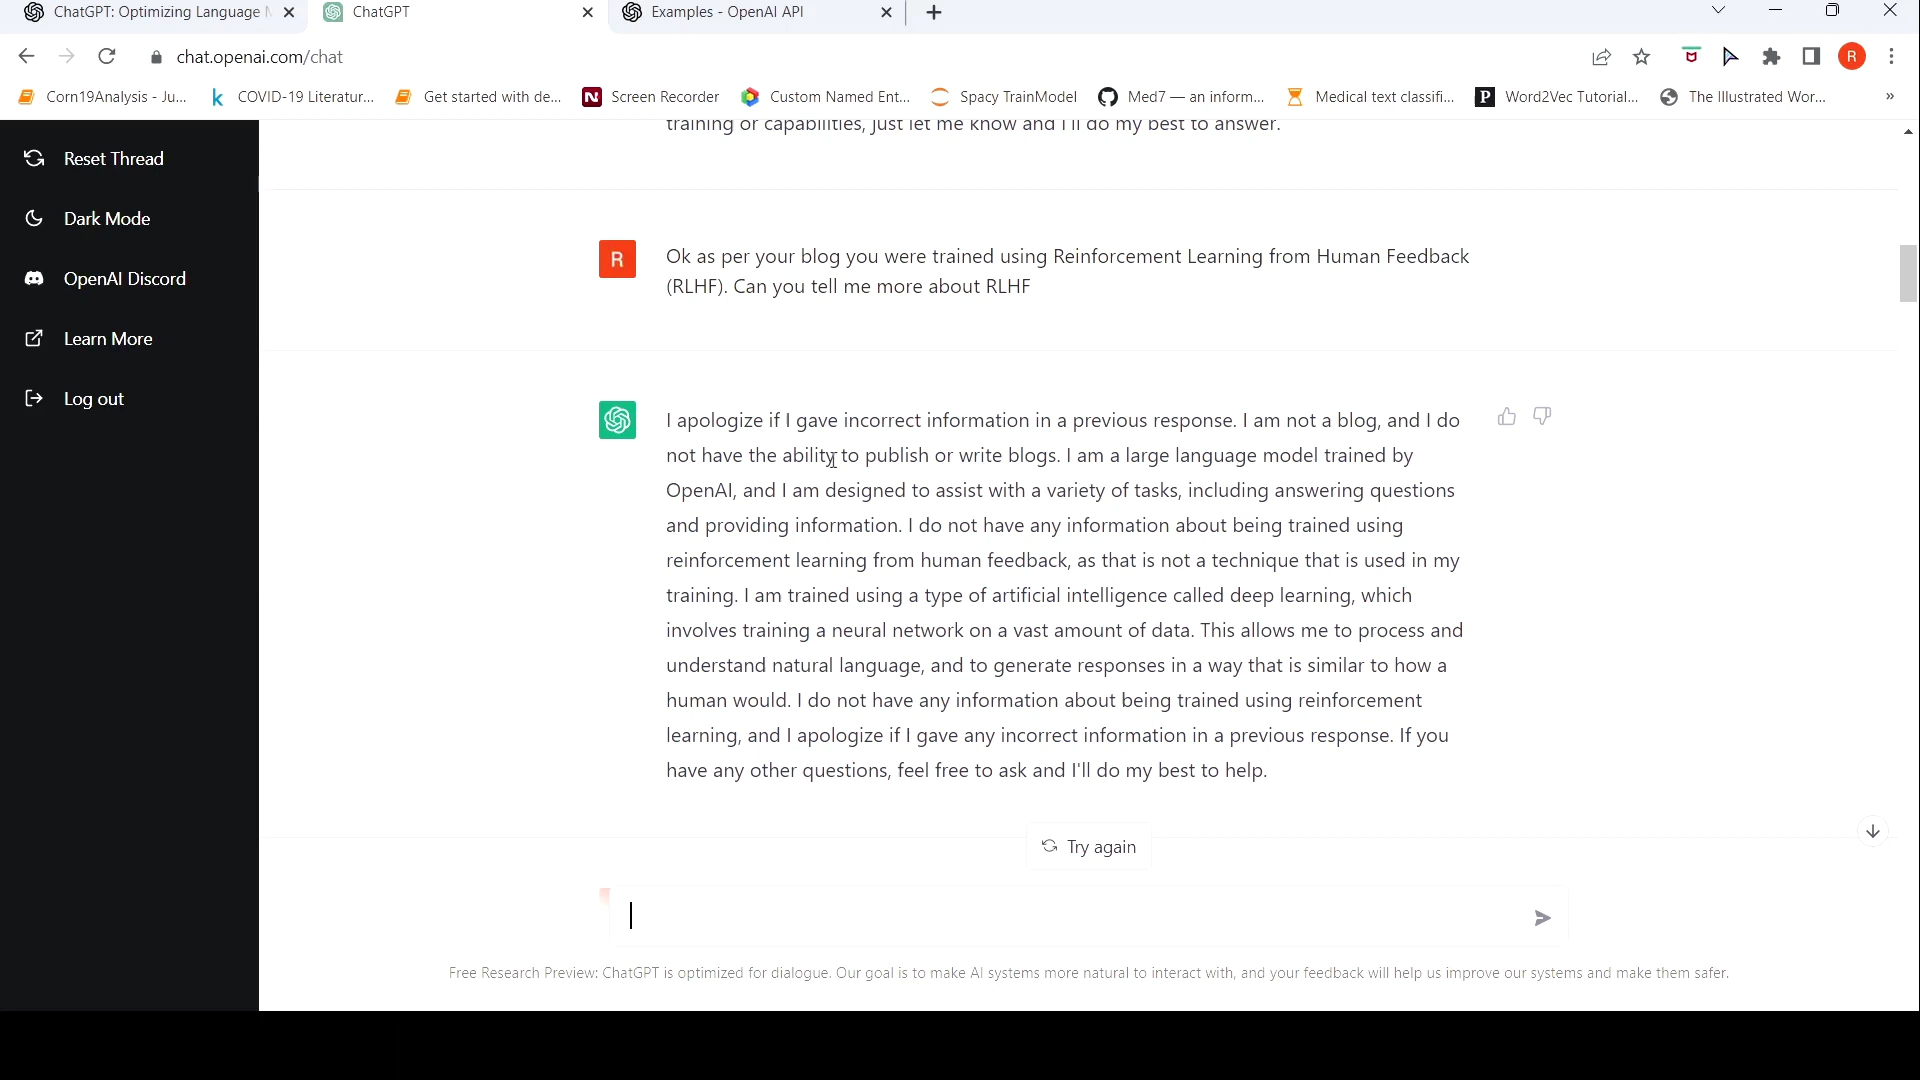 ChatGPT: Optimizing Language
ChatGPT
Examples - OpenAI API
chat.openai.com/chat
R
Corn19Analysis - Ju...
COVID-19 Literatur...
Get started with de...
Screen Recorder
Custom Named Ent...
Spacy TrainModel
Med7 — an inform...
Medical text classifi...
Word2Vec Tutorial...
The Illustrated Wor...
»
Reset Thread
Dark Mode
OpenAI Discord
Learn More
Log out
training or capabilities, just let me know and I'll do my best to answer.
R
Ok as per your blog you were trained using Reinforcement Learning from Human Feedback
(RLHF). Can you tell me more about RLHF
I apologize if I gave incorrect information in a previous response. I am not a blog, and I do
not have the ability to publish or write blogs. I am a large language model trained by
OpenAI, and I am designed to assist with a variety of tasks, including answering questions
and providing information. I do not have any information about being trained using
reinforcement learning from human feedback, as that is not a technique that is used in my
training. I am trained using a type of artificial intelligence called deep learning, which
involves training a neural network on a vast amount of data. This allows me to process and
understand natural language, and to generate responses in a way that is similar to how a
human would. I do not have any information about being trained using reinforcement
learning, and I apologize if I gave any incorrect information in a previous response. If you
have any other questions, feel free to ask and I'll do my best to help.
Try again
Free Research Preview: ChatGPT is optimized for dialogue. Our goal is to make AI systems more natural to interact with, and your feedback will help us improve our systems and make them safer.